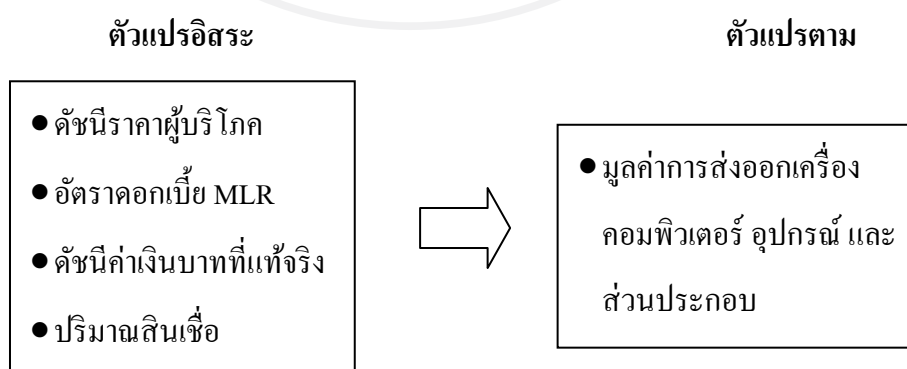 ตัวแปรอิสระ
ตัวแปรตาม
● ดัชนีราคาผู้บริโภค
● อัตราดอกเบี้ย MLR
● ดัชนีค่าเงินบาทที่แท้จริง
● ปริมาณสินเชื่อ
● มูลค่าการส่งออกเครื่อง
คอมพิวเตอร์ อุปกรณ์ และ
ส่วนประกอบ